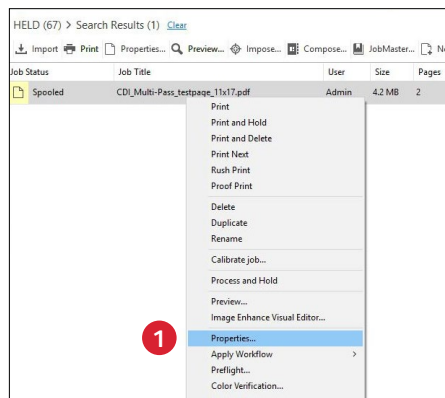 HELD (67) > Search Results (1) Clear
Import Print Properties... Preview... Impose... Compose... JobMaster...
Job Status Job Title User Size Pages
Spooled CDI_Multi-Pass_testpage_11x17.pdf Admin 4.2 MB 2
Print
Print and Hold
Print and Delete
Print Next
Rush Print
Proof Print
Delete
Duplicate
Rename
Calibrate job...
Process and Hold
Preview...
Image Enhance Visual Editor...
1 Properties...
Apply Workflow >
Preflight...
Color Verification...